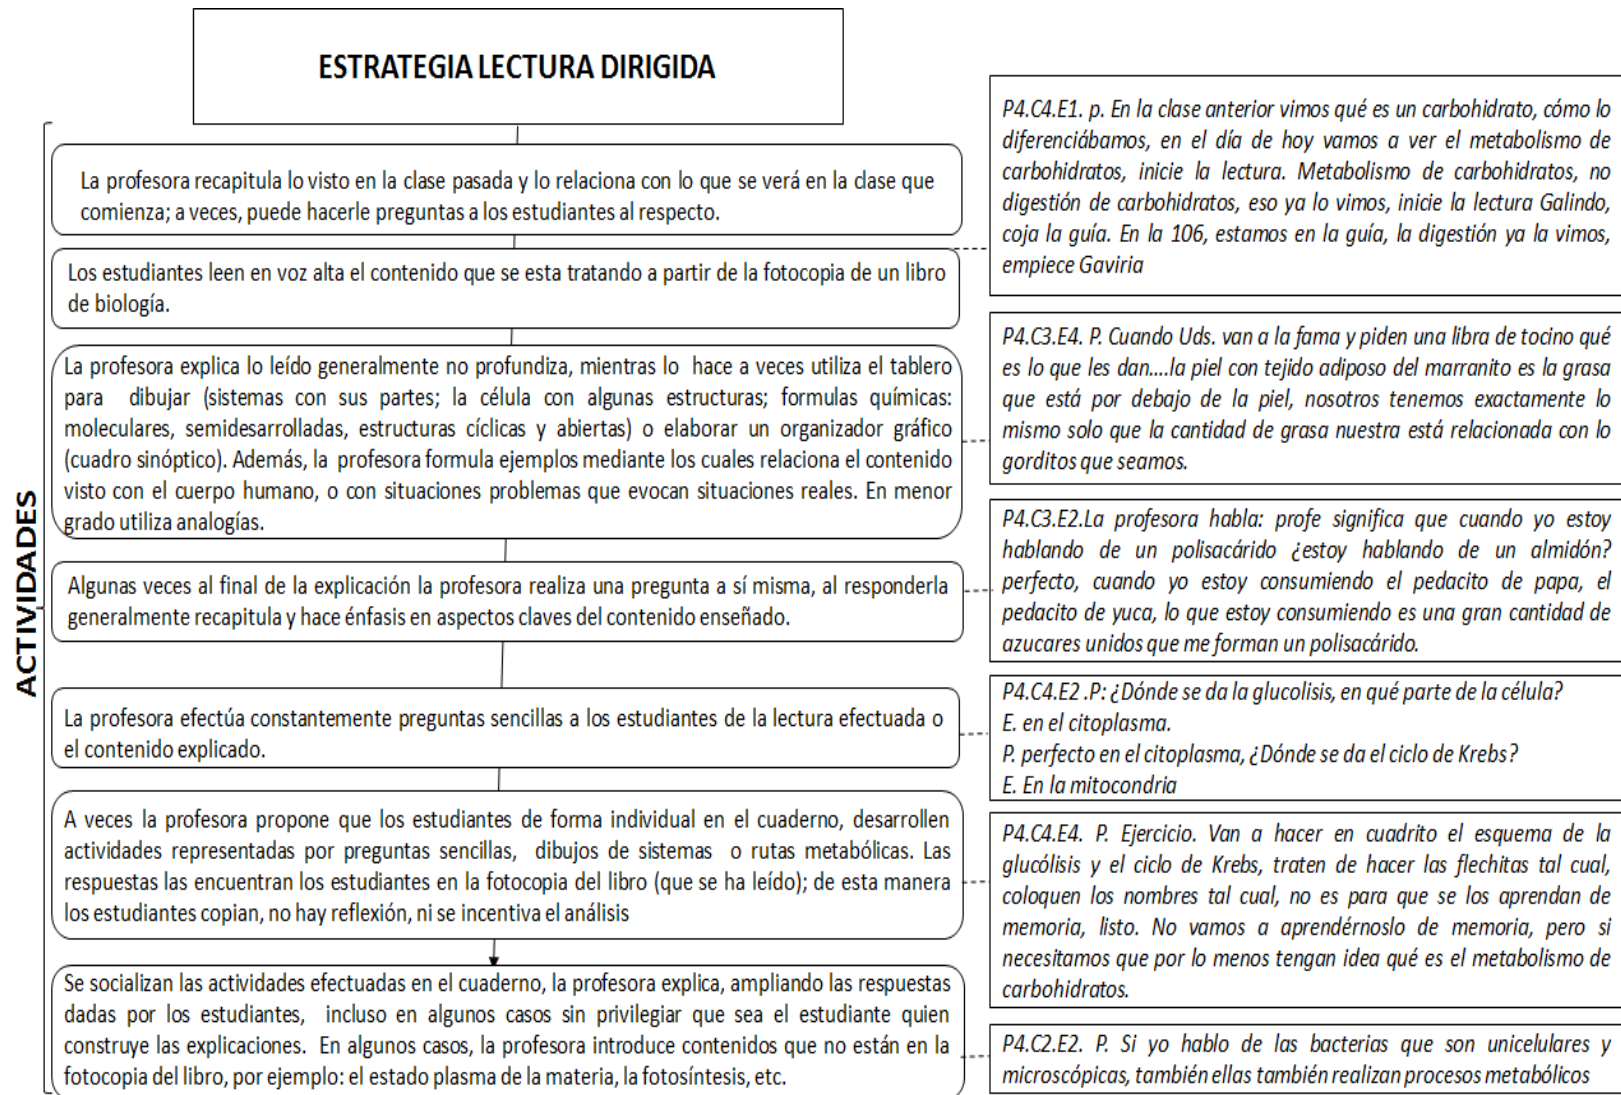 ESTRATEGIA LECTURA DIRIGIDA
ACTIVIDADES
La profesora recapitula lo visto en la clase pasada y lo relaciona con lo que se verá en la clase que
comienza; a veces, puede hacerle preguntas a los estudiantes al respecto.
Los estudiantes leen en voz alta el contenido que se esta tratando a partir de la fotocopia de un libro
de biología.
P4.C4.E1. p. En la clase anterior vimos qué es un carbohidrato, cómo lo
diferenciábamos, en el día de hoy vamos a ver el metabolismo de
carbohidratos, inicie la lectura. Metabolismo de carbohidratos, no
digestión de carbohidratos, eso ya lo vimos, inicie la lectura Galindo,
coja la guía. En la 106, estamos en la guía, la digestión ya la vimos,
empiece Gaviria
La profesora explica lo leído generalmente no profundiza, mientras lo hace a veces utiliza el tablero
para dibujar (sistemas con sus partes; la célula con algunas estructuras; formulas químicas:
moleculares, semidesarrolladas, estructuras cíclicas y abiertas) o elaborar un organizador gráfico
(cuadro sinóptico). Además, la profesora formula ejemplos mediante los cuales relaciona el contenido
visto con el cuerpo humano, o con situaciones problemas que evocan situaciones reales. En menor
grado utiliza analogías.
P4.C3.E4. P. Cuando Uds. van a la fama y piden una libra de tocino qué
es lo que les dan....la piel con tejido adiposo del marranito es la grasa
que está por debajo de la piel, nosotros tenemos exactamente lo
mismo solo que la cantidad de grasa nuestra está relacionada con lo
gorditos que seamos.
Algunas veces al final de la explicación la profesora realiza una pregunta a sí misma, al responderla
generalmente recapitula y hace énfasis en aspectos claves del contenido enseñado.
P4.C3.E2.La profesora habla: profe significa que cuando yo estoy
hablando de un polisacárido ¿estoy hablando de un almidón?
perfecto, cuando yo estoy consumiendo el pedacito de papa, el
pedacito de yuca, lo que estoy consumiendo es una gran cantidad de
azucares unidos que me forman un polisacárido.
La profesora efectúa constantemente preguntas sencillas a los estudiantes de la lectura efectuada o
el contenido explicado.
P4.C4.E2 .P: ¿Dónde se da la glucolisis, en qué parte de la célula?
E. en el citoplasma.
P. perfecto en el citoplasma, ¿Dónde se da el ciclo de Krebs?
E. En la mitocondria
A veces la profesora propone que los estudiantes de forma individual en el cuaderno, desarrollen
actividades representadas por preguntas sencillas, dibujos de sistemas o rutas metabólicas. Las
respuestas las encuentran los estudiantes en la fotocopia del libro (que se ha leído); de esta manera
los estudiantes copian, no hay reflexión, ni se incentiva el análisis
P4.C4.E4. P. Ejercicio. Van a hacer en cuadrito el esquema de la
glucólisis y el ciclo de Krebs, traten de hacer las flechitas tal cual,
coloquen los nombres tal cual, no es para que se los aprendan de
memoria, listo. No vamos a aprendérnoslo de memoria, pero si
necesitamos que por lo menos tengan idea qué es el metabolismo de
carbohidratos.
Se socializan las actividades efectuadas en el cuaderno, la profesora explica, ampliando las respuestas
dadas por los estudiantes, incluso en algunos casos sin privilegiar que sea el estudiante quien
construye las explicaciones. En algunos casos, la profesora introduce contenidos que no están en la
fotocopia del libro, por ejemplo: el estado plasma de la materia, la fotosíntesis, etc.
P4.C2.E2. P. Si yo hablo de las bacterias que son unicelulares y
microscópicas, también ellas también realizan procesos metabólicos